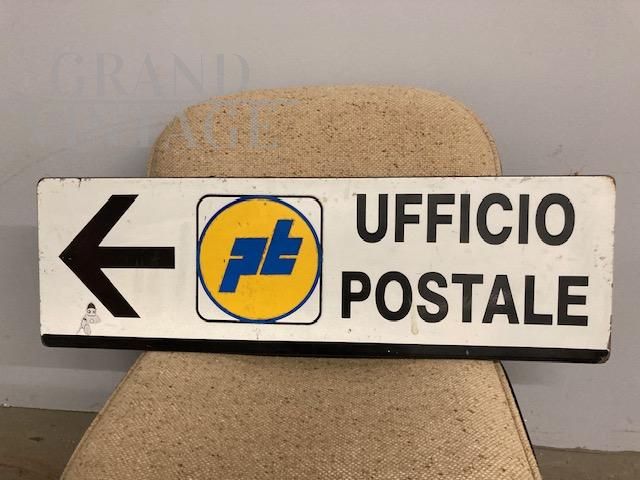 GRAND
VINTAGE
pt
UFFICIO
POSTALE